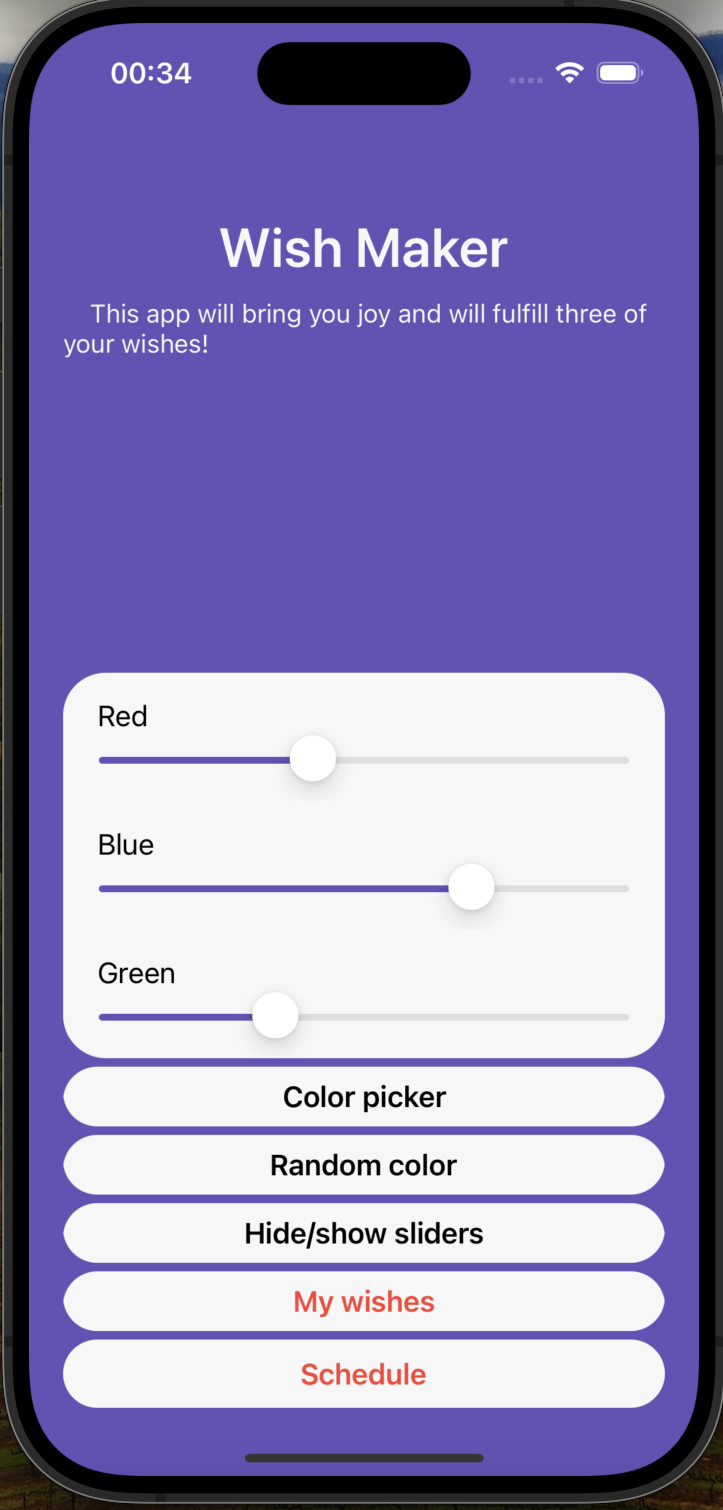 00:34
Wish Maker
This app will bring you joy and will fulfill three of
your wishes!
Red
Blue
Green
Color picker
Random color
Hide/show sliders
My wishes
Schedule